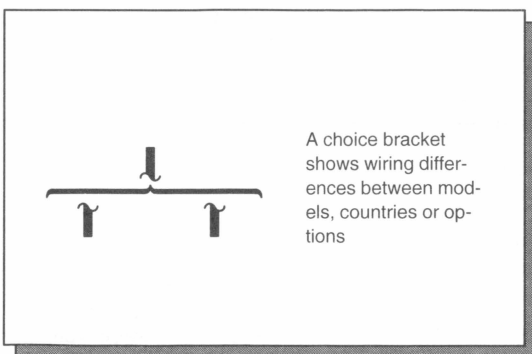 A choice bracket
shows wiring differ-
ences between mod-
els, countries or op-
tions